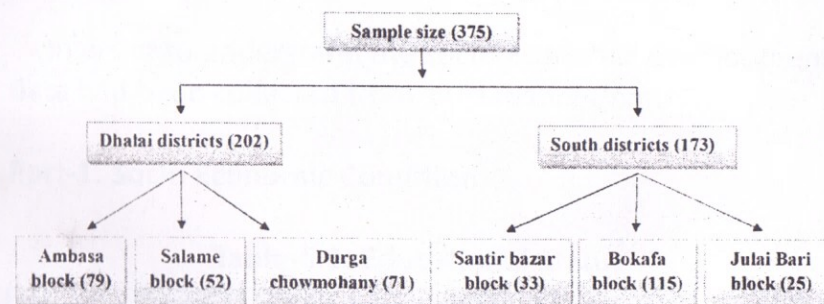 Sample size (375)
Dhalai districts (202)
South districts (173)
Ambasa
block (79)
Salame
block (52)
Durga
chowmohany (71)
Santir bazar
block (33)
Bokafa
block (115)
Julai Bari
block (25)